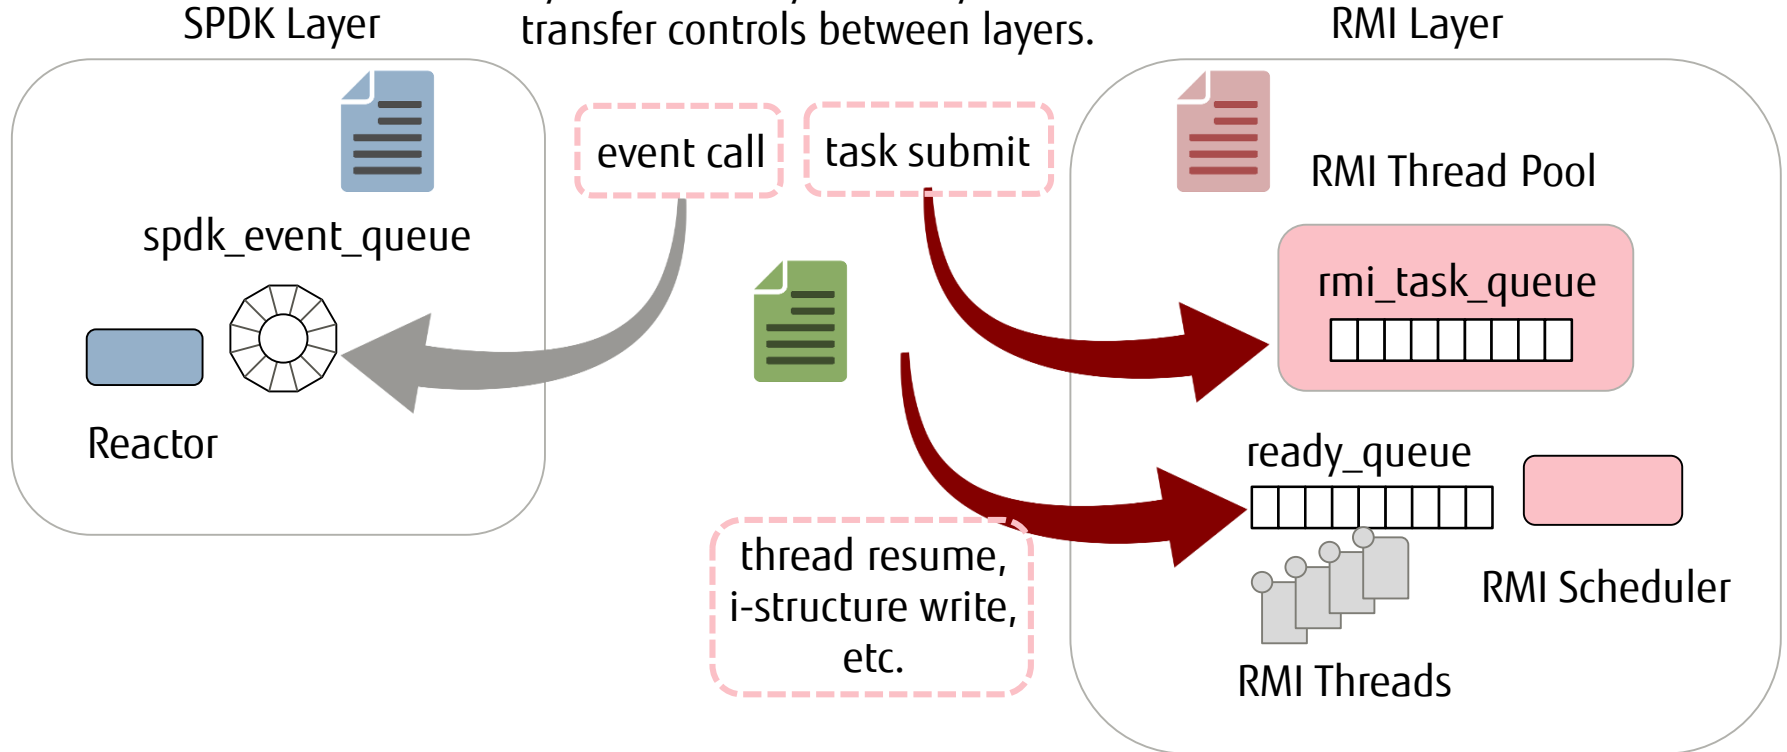 SPDK Layer
transfer controls between layers.
RMI Layer
event call
task submit
RMI Thread Pool
spdk_event_queue
rmi_task_queue
Reactor
ready_queue
thread resume,
i-structure write,
etc.
RMI Scheduler
RMI Threads